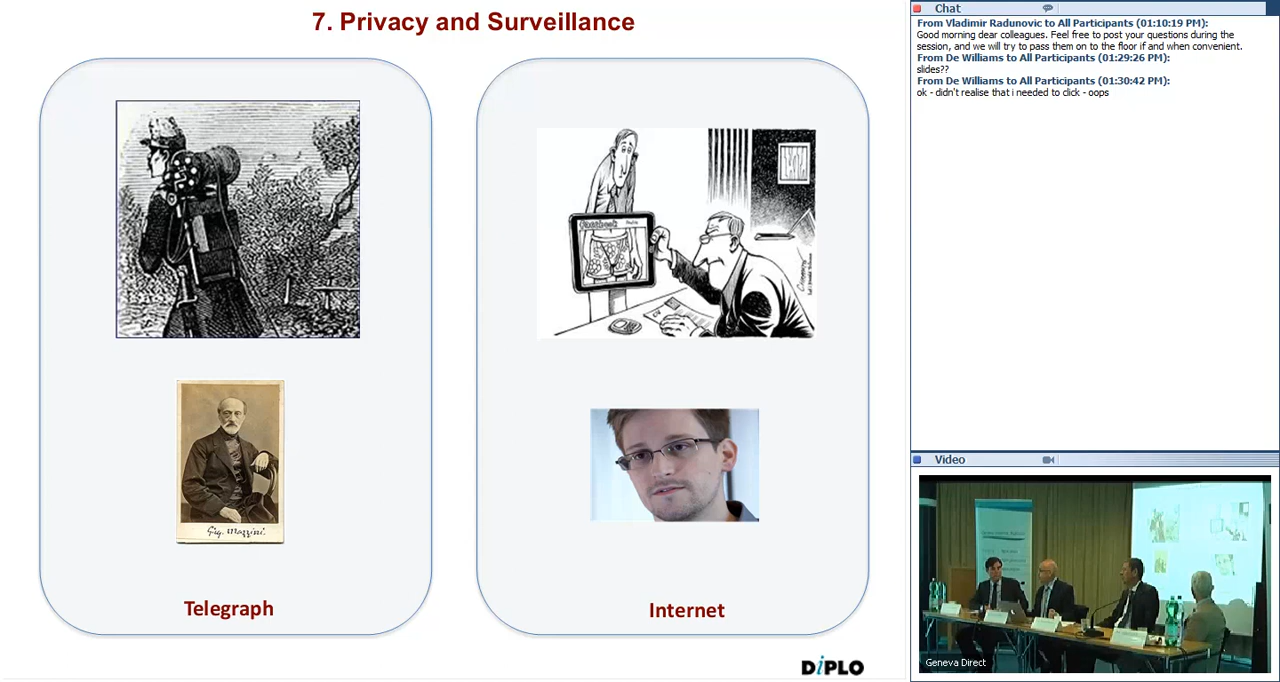 7. Privacy and Surveillance
Gius. Mazzini
Telegraph
facebook
Internet
DiPLO
Chat
From Vladimir Radunovic to All Participants (01:10:19 PM):
Good morning dear colleagues. Feel free to post your questions during the
session, and we will try to pass them on to the floor if and when convenient.
From De Williams to All Participants (01:29:26 PM):
slides??
From De Williams to All Participants (01:30:42 PM):
ok - didn't realise that i needed to click - oops
Video
Geneva Direct